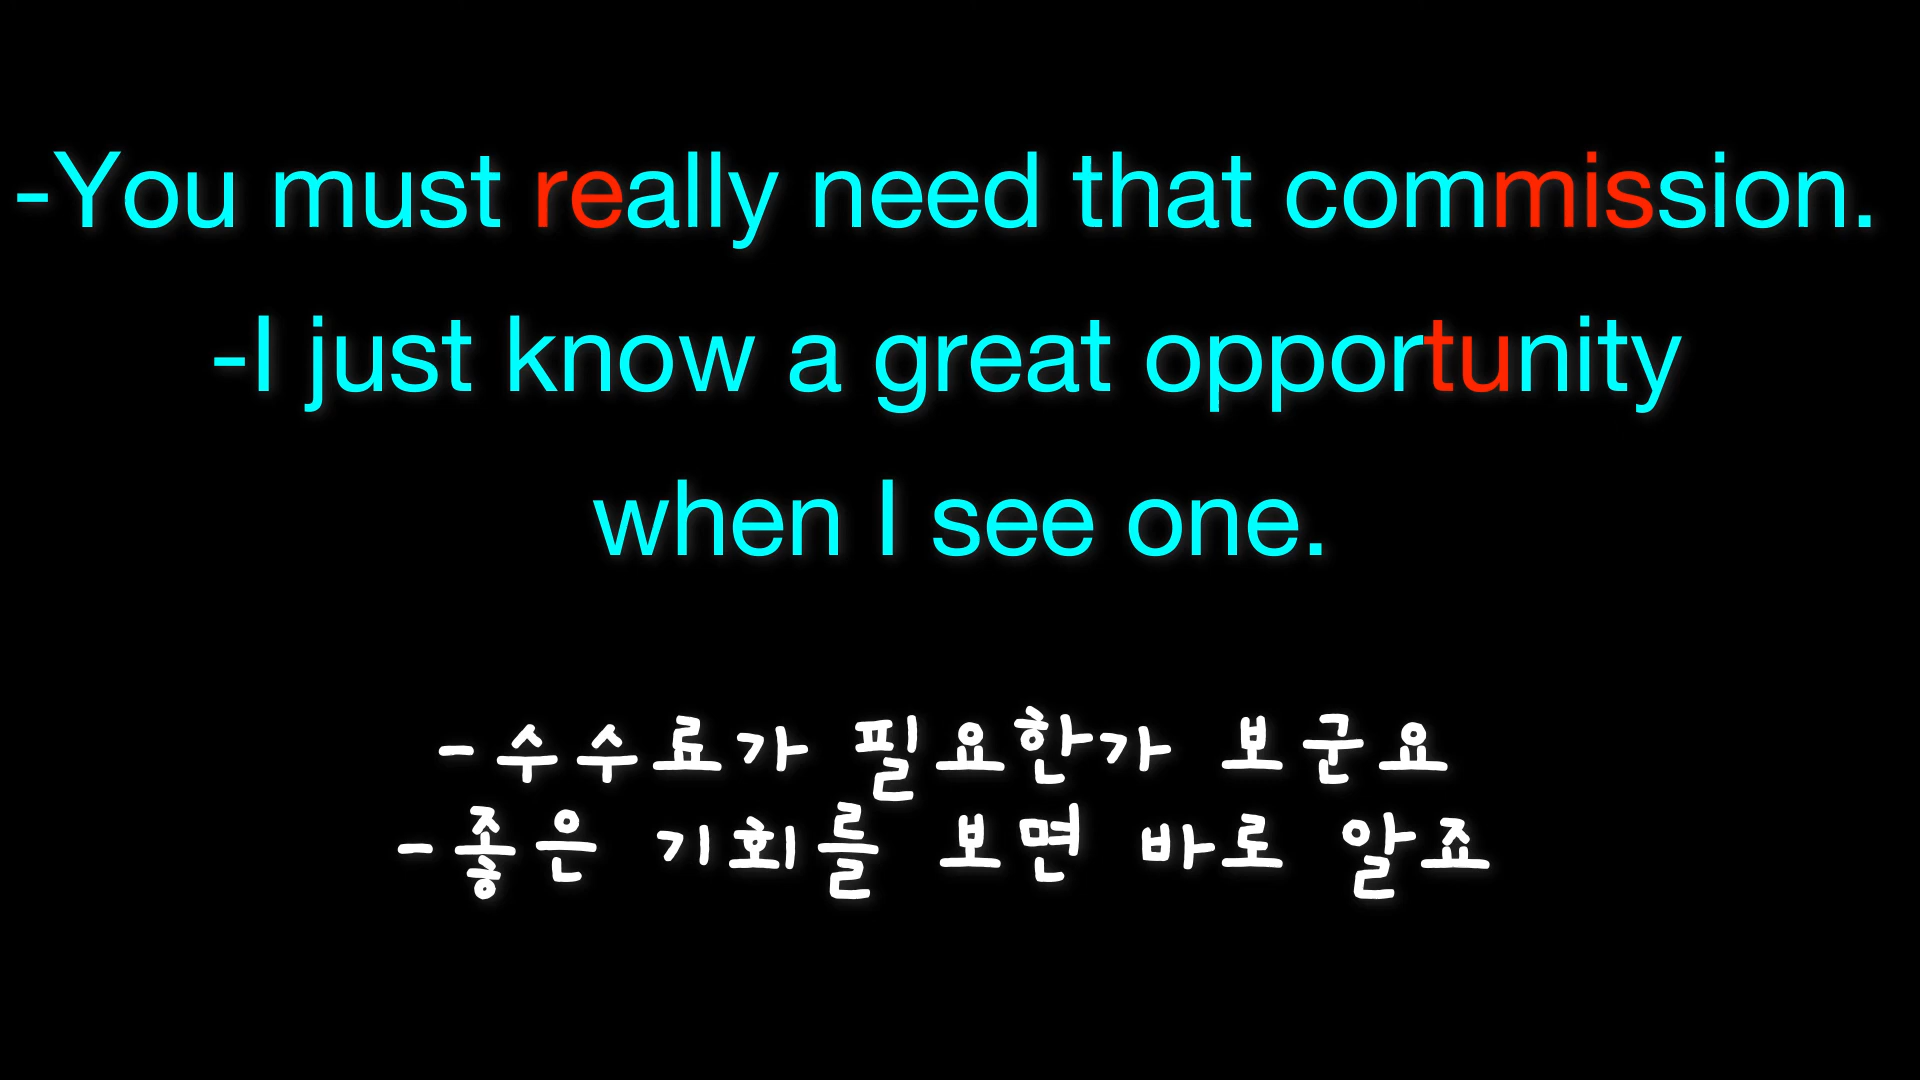 -You must really need that commission.
-I just know a great opportunity
when I see one.
-수수료가 필요한가 보군요
-좋은 기회를 보면 바로 알죠